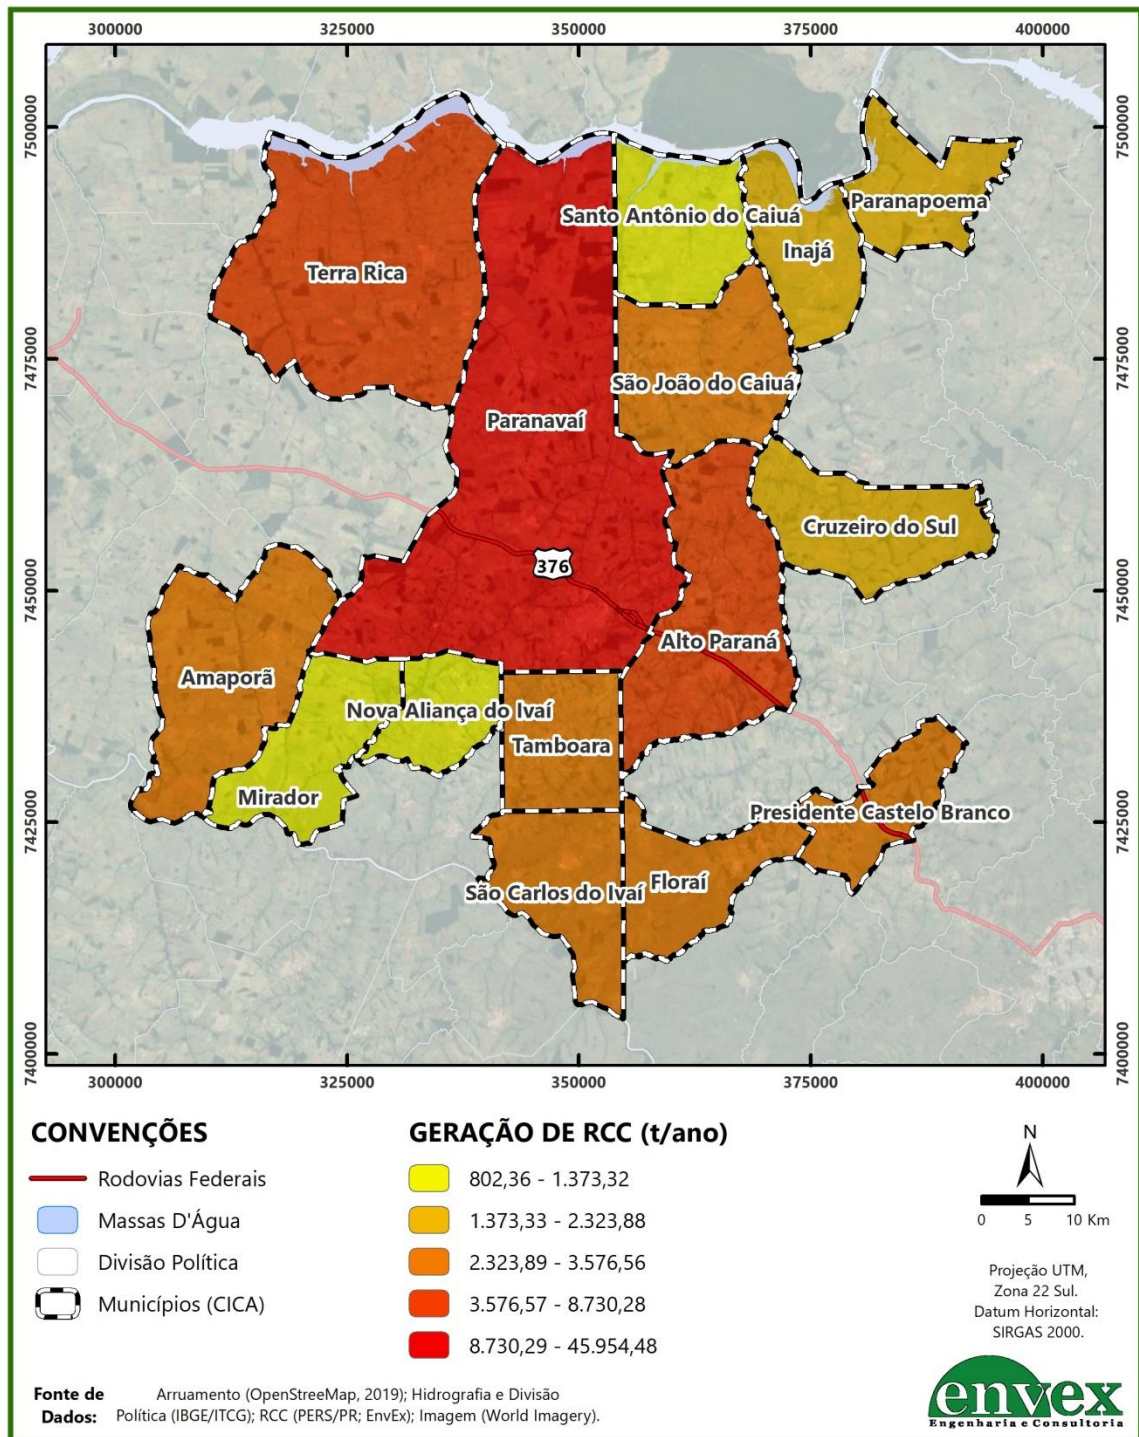 300000 325000 350000 375000 400000
7500000 7500000
Paranapoema
Santo Antônio do Caiuá
Inajá
Terra Rica
7475000 7475000
São João do Caiuá
Paranavaí
Cruzeiro do Sul
376
7450000 7450000
Alto Paraná
Amaporã
Nova Aliança do Ivaí
Tamboara
Mirador
Presidente Castelo Branco
7425000 7425000
Floraí
São Carlos do Ivaí
7400000 7400000
300000 325000 350000 375000 400000
CONVENÇÕES
Rodovias Federais
Massas D'Água
Divisão Política
Municípios (CICA)
GERAÇÃO DE RCC (t/ano)
802,36 - 1.373,32
1.373,33 - 2.323,88
2.323,89 - 3.576,56
3.576,57 - 8.730,28
8.730,29 - 45.954,48
N
0 5 10 Km
Projeção UTM,
Zona 22 Sul.
Datum Horizontal:
SIRGAS 2000.
Fonte de Dados: Arruamento (OpenStreeMap, 2019); Hidrografia e Divisão
Política (IBGE/ITCG); RCC (PERS/PR; EnvEx); Imagem (World Imagery).
envex
Engenharia e Consultoria